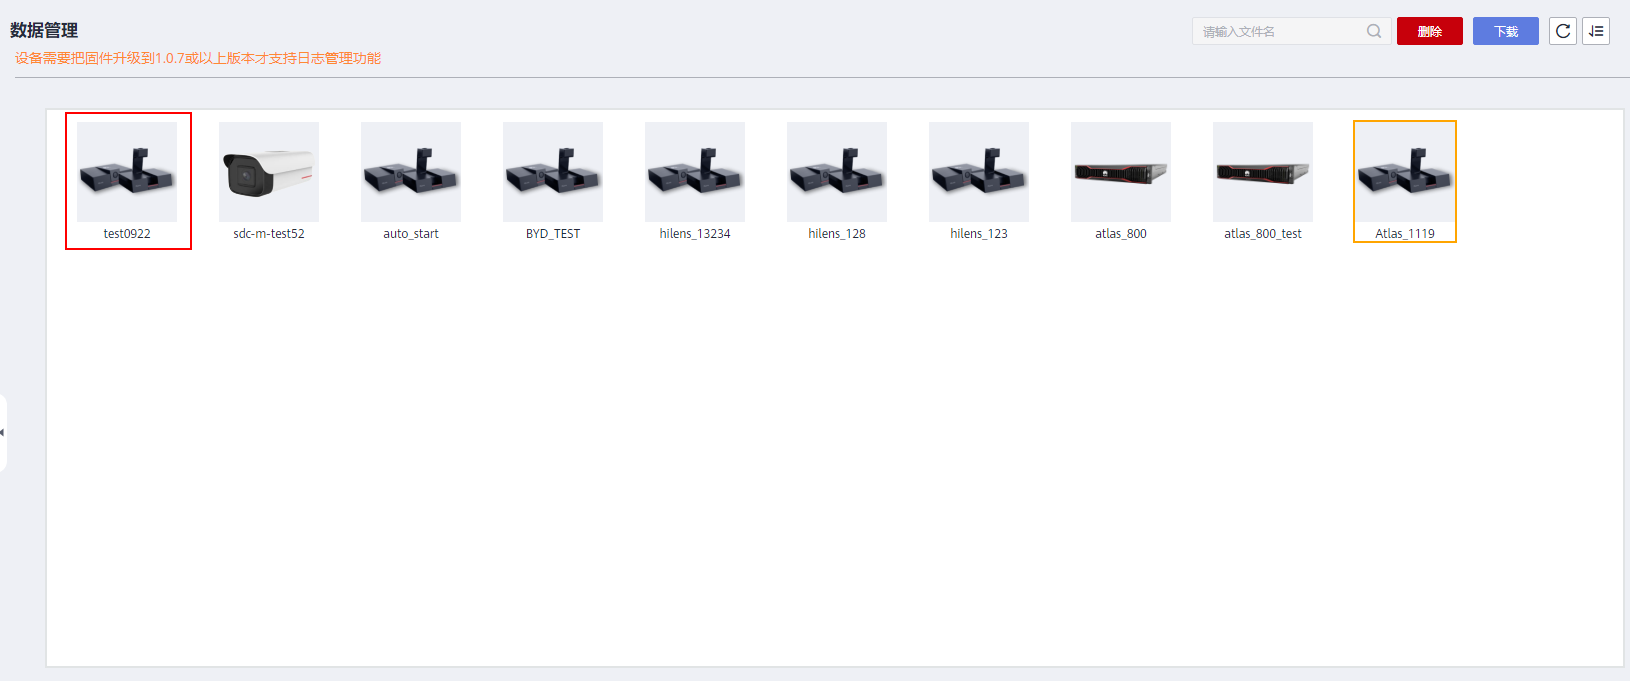 数据管理
请输入文件名
删除
下载
设备需要把固件升级到1.0.7或以上版本才支持日志管理功能
test0922
sdc-m-test52
auto_start
BYD_TEST
hilens_13234
hilens_128
hilens_123
atlas_800
atlas_800_test
Atlas_1119